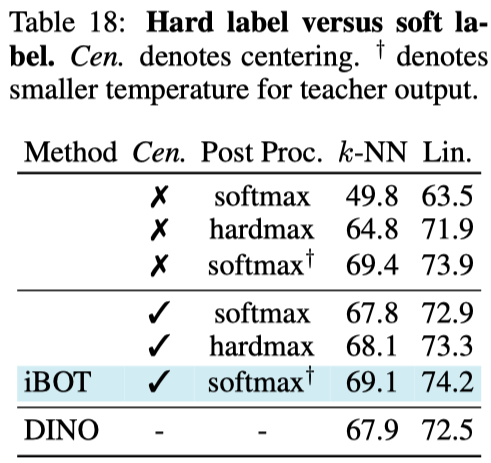 Table 18: Hard label versus soft la-
bel. Cen. denotes centering. † denotes
smaller temperature for teacher output.
Method Cen. Post Proc. k-NN Lin.
✗ softmax 49.8 63.5
✗ hardmax 64.8 71.9
✗ softmax† 69.4 73.9
✓ softmax 67.8 72.9
✓ hardmax 68.1 73.3
iBOT ✓ softmax† 69.1 74.2
DINO - - 67.9 72.5